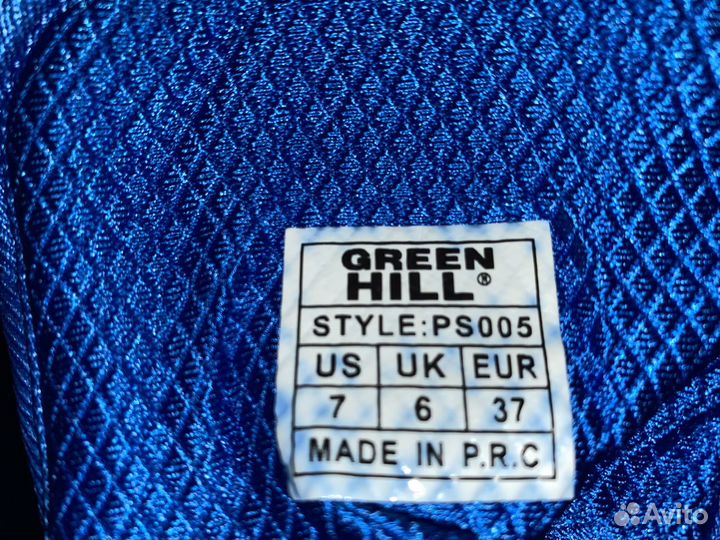 GREEN
HILL®
STYLE:PS005
US UK EUR
7 6 37
MADE IN P.R.C
Avito